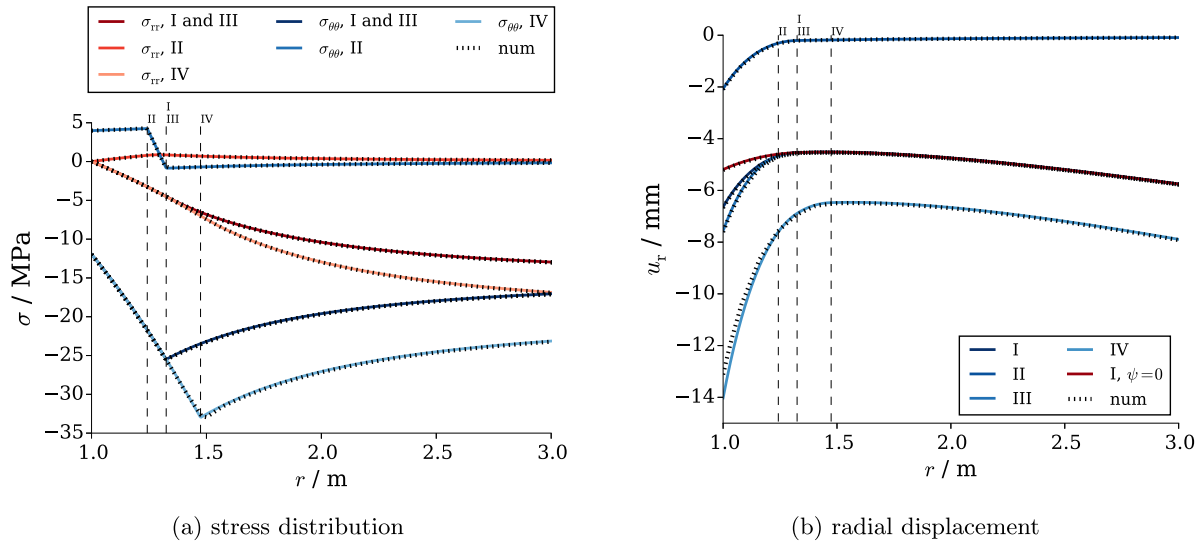 σrr, I and III
σrr, II
σrr, IV
σθθ, I and III
σθθ, II
σθθ, IV
num
I
II III IV
5
0
−5
−10
−15
−20
−25
−30
−35
σ / MPa
1.0 1.5 2.0 2.5 3.0
r / m
(a) stress distribution
I
II III IV
0
−2
−4
−6
−8
−10
−12
−14
ur / mm
I
II
III
IV
I, ψ=0
num
1.0 1.5 2.0 2.5 3.0
r / m
(b) radial displacement